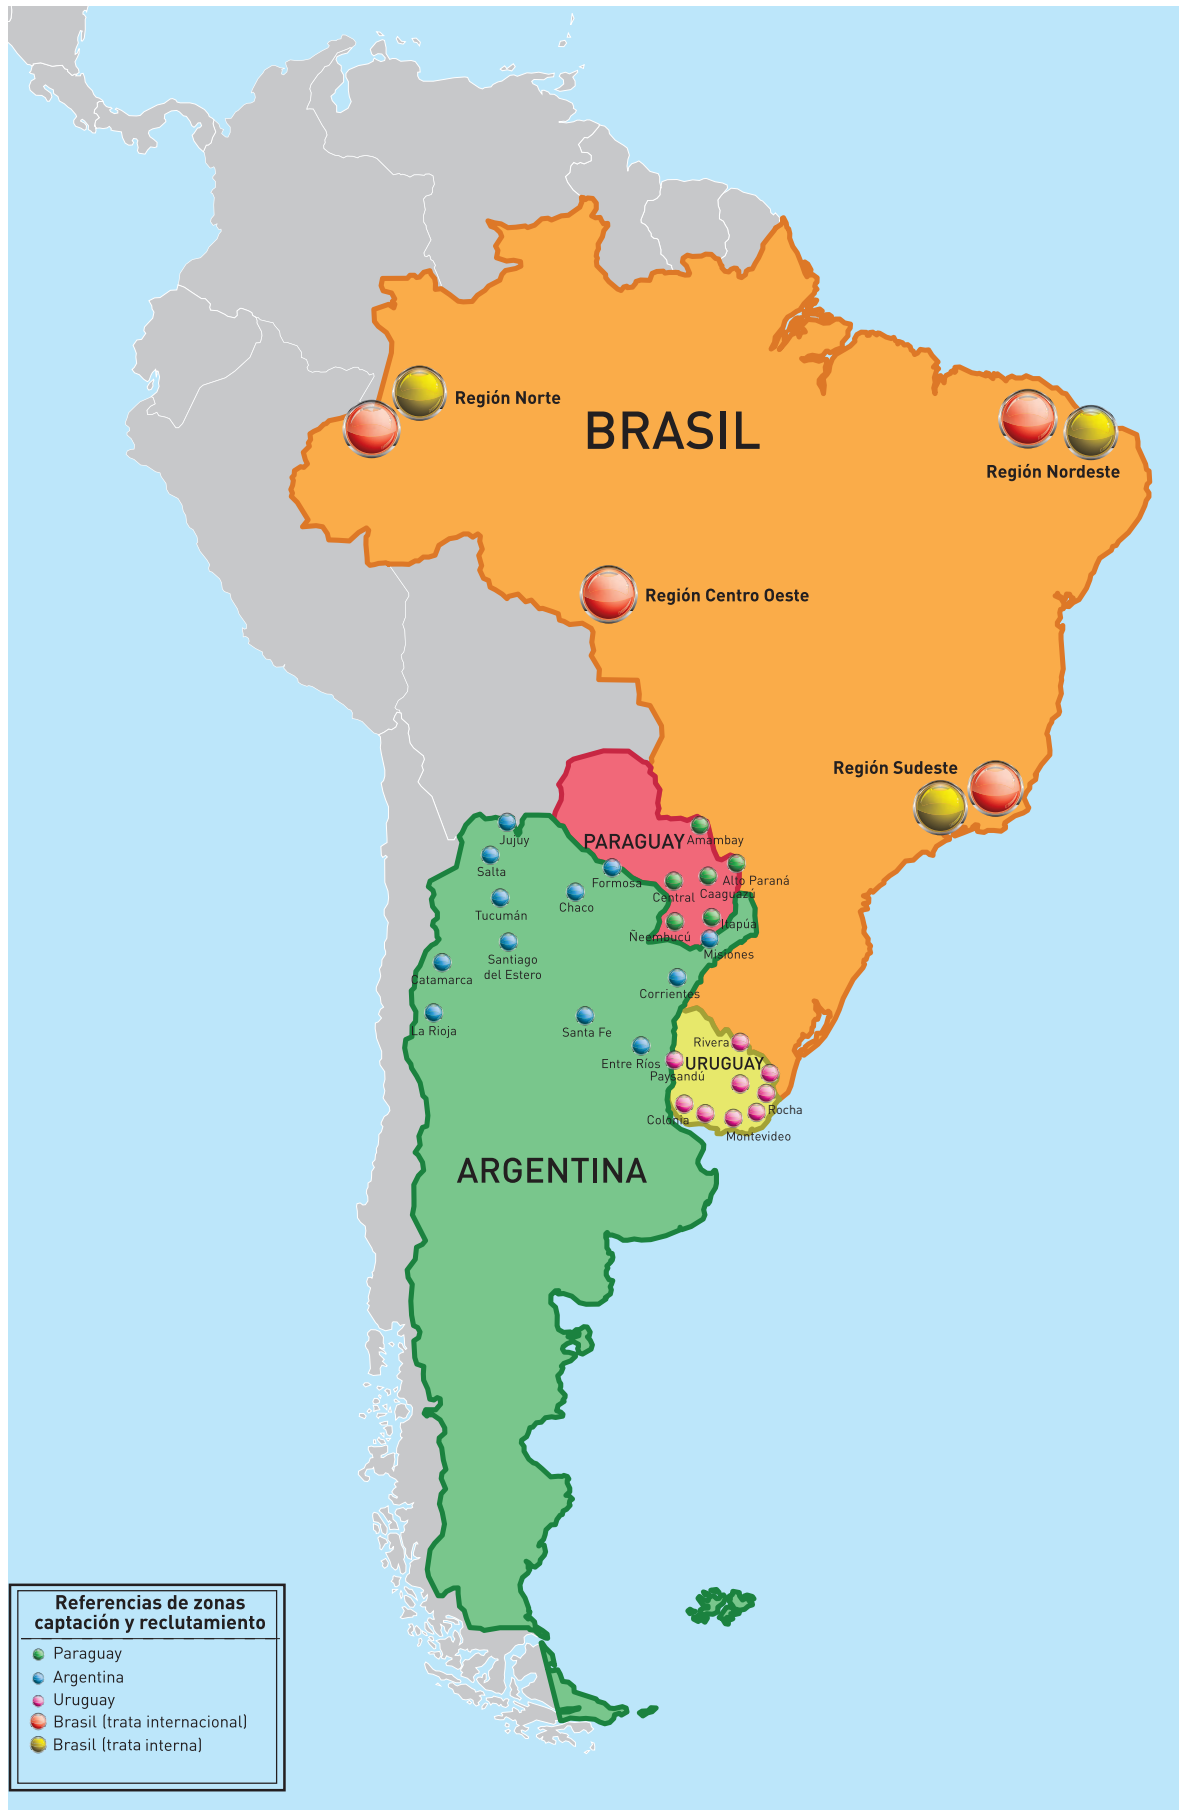 Región Norte
BRASIL
Región Nordeste
Región Centro Oeste
Región Sudeste
PARAGUAY
Amambay
Jujuy
Salta
Formosa
Alto Paraná
Caaguazú
Central
Chaco
Tucumán
Itapúa
Ñeembucú
Misiones
Santiago
del Estero
Catamarca
Corrientes
La Rioja
Santa Fe
Rivera
Entre Ríos
URUGUAY
Paysandú
Rocha
Colonia
Montevideo
ARGENTINA
Referencias de zonas
captación y reclutamiento
Paraguay
Argentina
Uruguay
Brasil (trata internacional)
Brasil (trata interna)